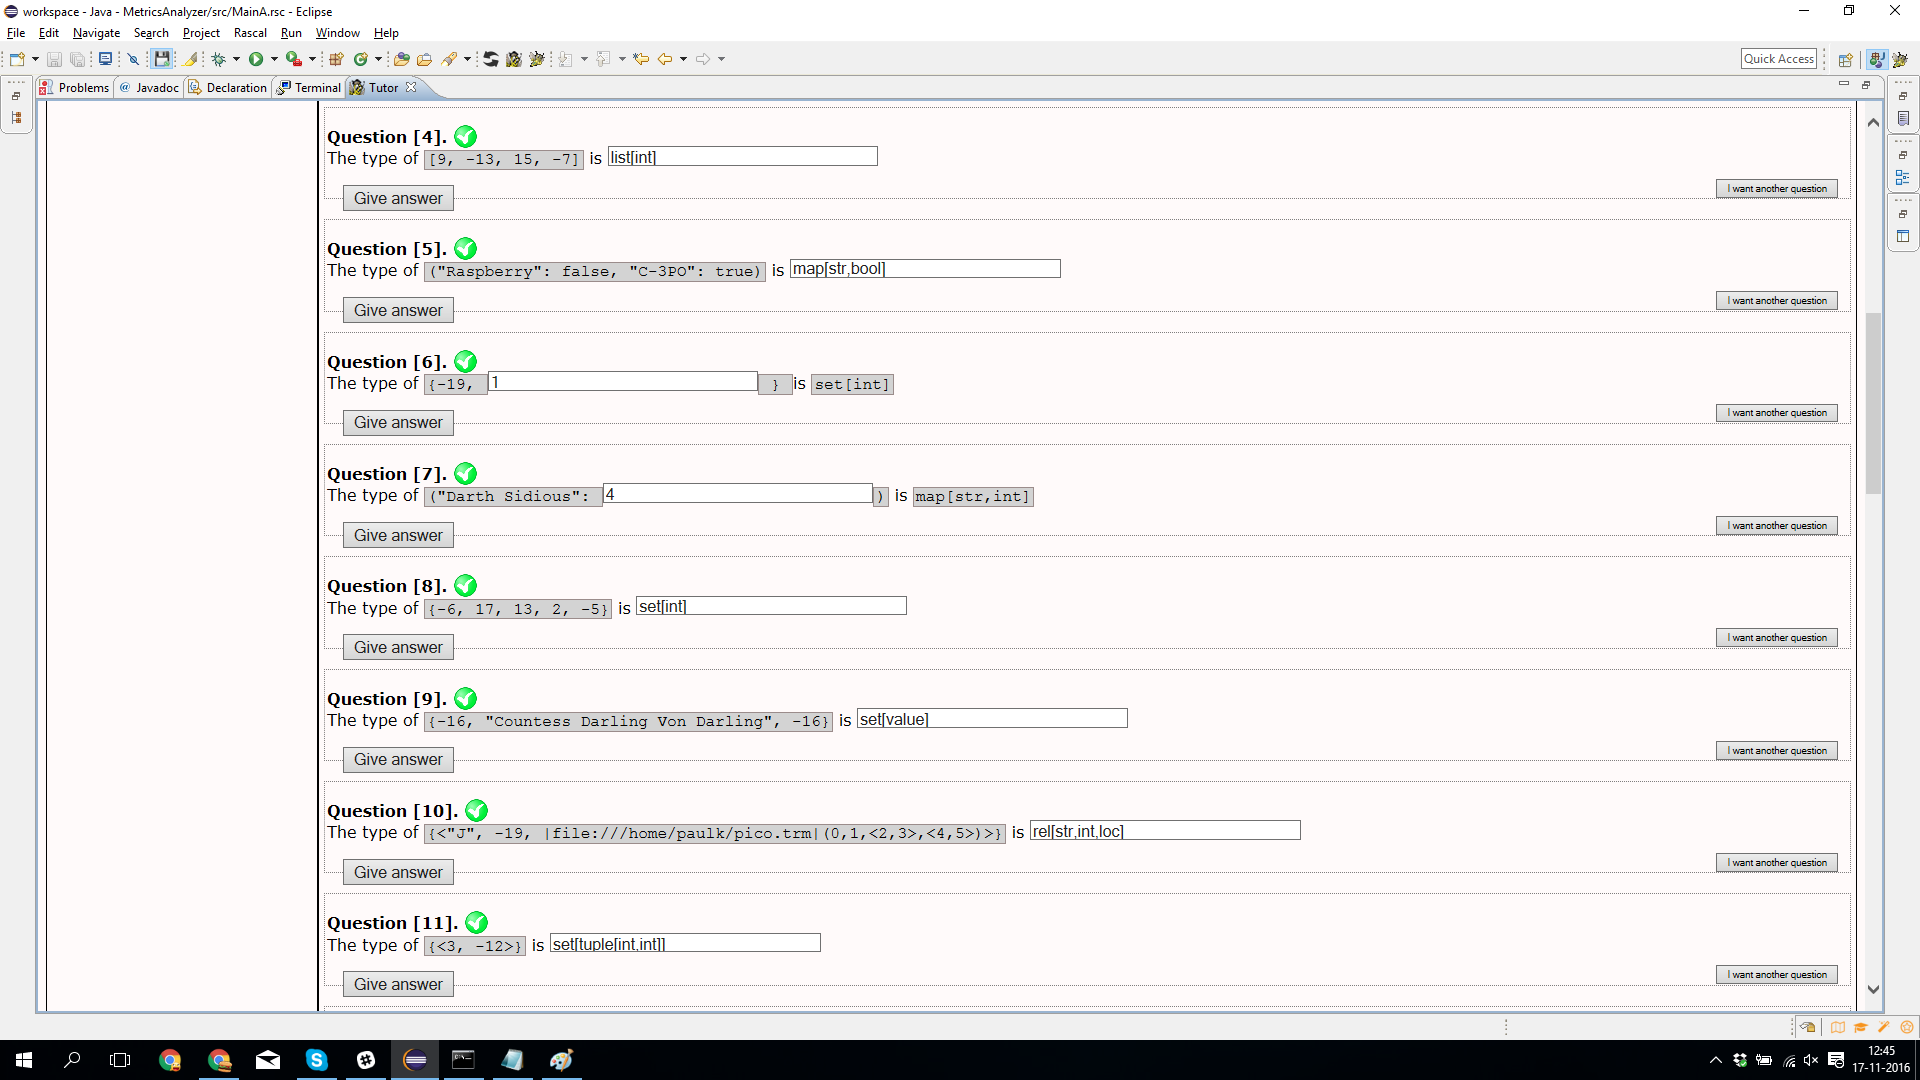 workspace - Java - MetricsAnalyzer/src/MainA.rsc - Eclipse
File Edit Navigate Search Project Rascal Run Window Help
Quick Access
Problems @ Javadoc Declaration Terminal Tutor
Question [4].
The type of [9, -13, 15, -7] is list[int]
Give answer
I want another question
Question [5].
The type of ("Raspberry": false, "C-3PO": true) is map[str,bool]
Give answer
I want another question
Question [6].
The type of {-19, 1 } is set[int]
Give answer
I want another question
Question [7].
The type of ("Darth Sidious": 4 ) is map[str,int]
Give answer
I want another question
Question [8].
The type of {-6, 17, 13, 2, -5} is set[int]
Give answer
I want another question
Question [9].
The type of {-16, "Countess Darling Von Darling", -16} is set[value]
Give answer
I want another question
Question [10].
The type of {<"J", -19, |file:///home/paulk/pico.trm|(0,1,<2,3>,<4,5>)>} is rel[str,int,loc]
Give answer
I want another question
Question [11].
The type of {<3, -12>} is set[tuple[int,int]]
Give answer
I want another question
12:45
17-11-2016